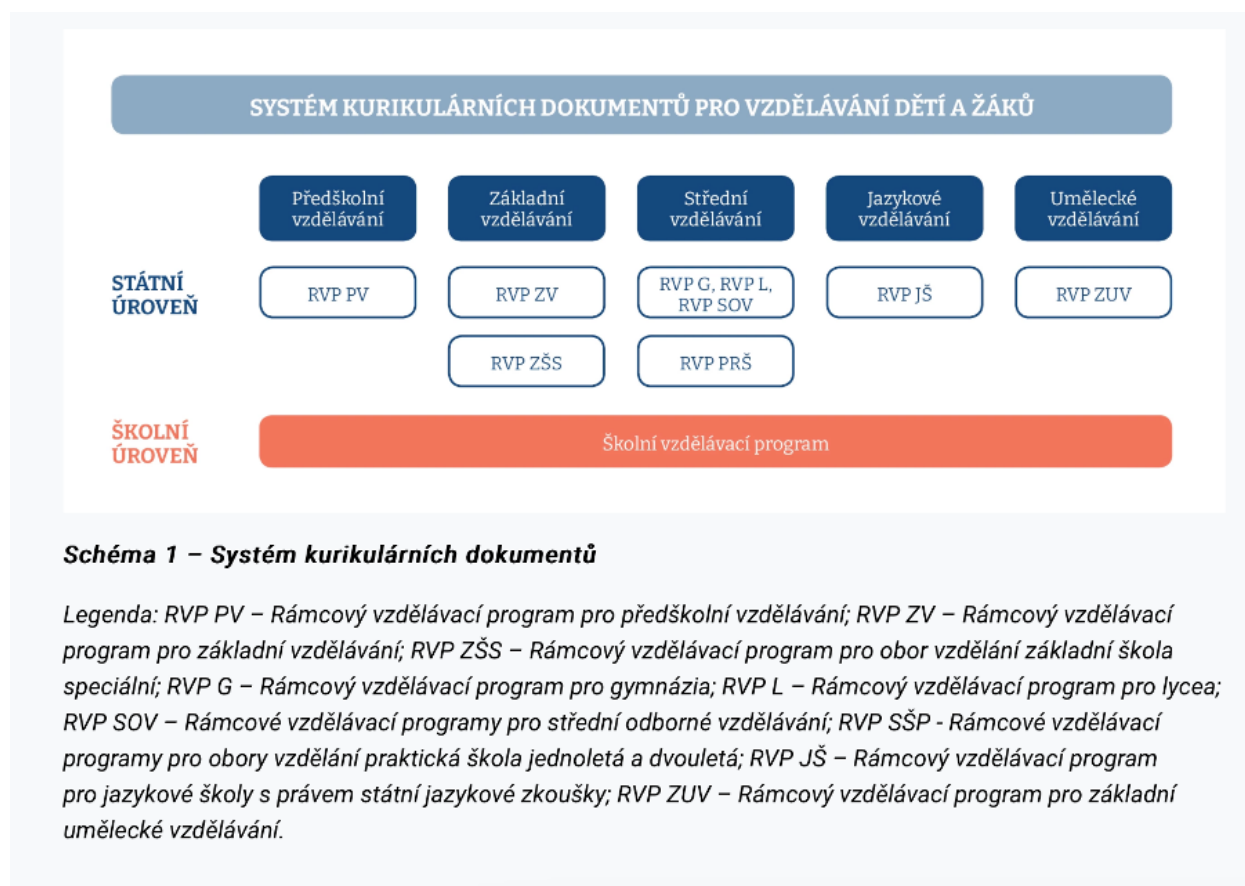 SYSTÉM KURIKULÁRNÍCH DOKUMENTŮ PRO VZDĚLÁVÁNÍ DĚTÍ A ŽÁKŮ
Předškolní
vzdělávání
Základní
vzdělávání
Střední
vzdělávání
Jazykové
vzdělávání
Umělecké
vzdělávání
STÁTNÍ
ÚROVEŇ
RVP PV
RVP ZV
RVP G, RVP L,
RVP SOV
RVP JŠ
RVP ZUV
RVP ZŠS
RVP PRŠ
ŠKOLNÍ
ÚROVEŇ
Školní vzdělávací program
Schéma 1 – Systém kurikulárních dokumentů
Legenda: RVP PV – Rámcový vzdělávací program pro předškolní vzdělávání; RVP ZV – Rámcový vzdělávací
program pro základní vzdělávání; RVP ZŠS – Rámcový vzdělávací program pro obor vzdělání základní škola
speciální; RVP G – Rámcový vzdělávací program pro gymnázia; RVP L – Rámcový vzdělávací program pro lycea;
RVP SOV – Rámcové vzdělávací programy pro střední odborné vzdělávání; RVP SŠP - Rámcové vzdělávací
programy pro obory vzdělání praktická škola jednoletá a dvouletá; RVP JŠ – Rámcový vzdělávací program
pro jazykové školy s právem státní jazykové zkoušky; RVP ZUV – Rámcový vzdělávací program pro základní
umělecké vzdělávání.